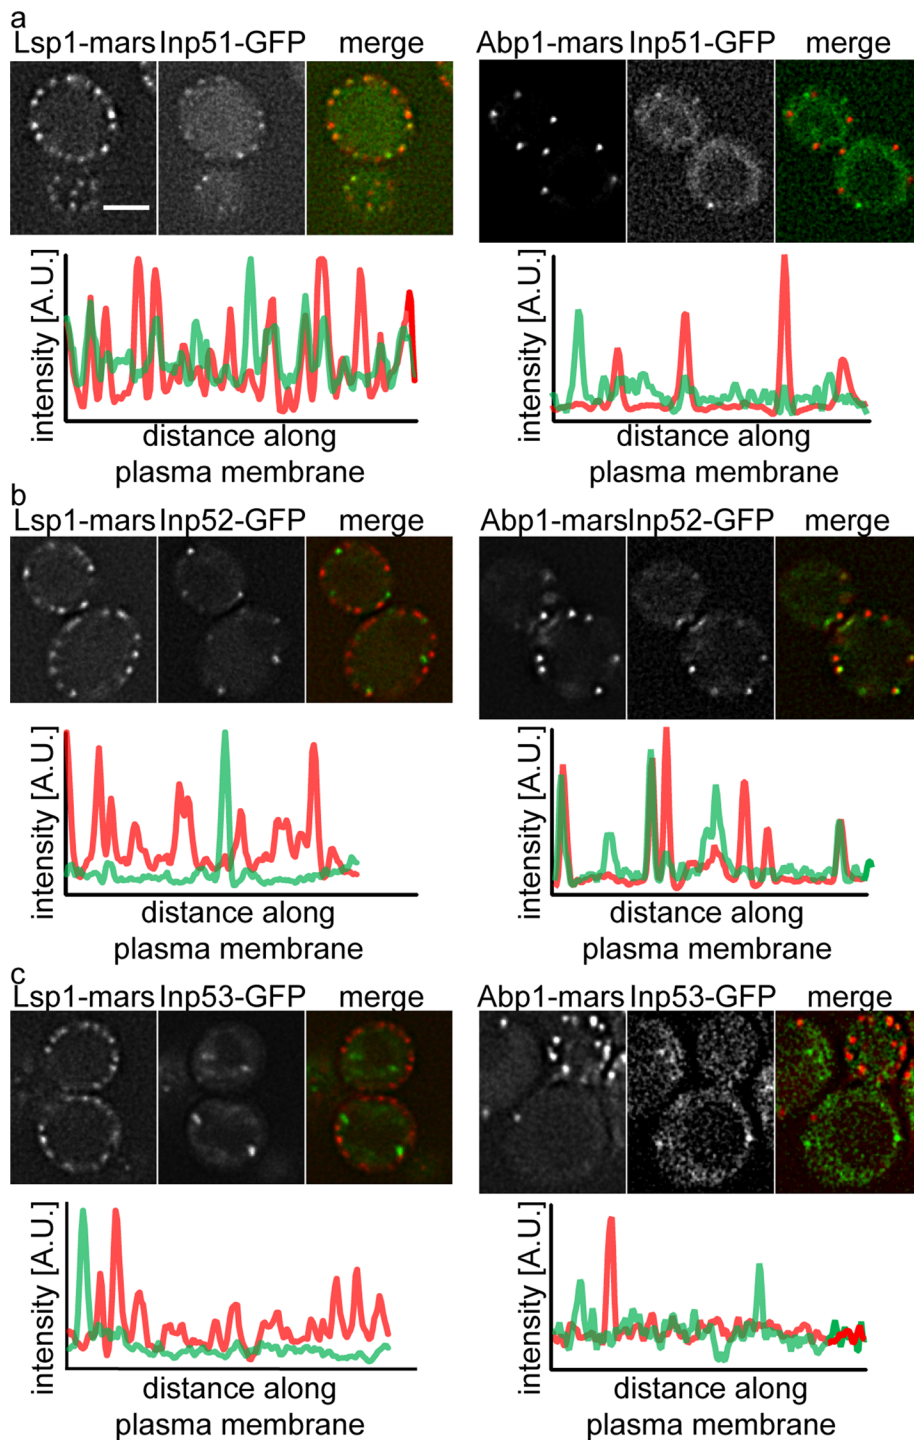 a
Lsp1-mars Inp51-GFP merge
Abp1-mars Inp51-GFP merge
intensity [A.U.]
distance along
plasma membrane
intensity [A.U.]
distance along
plasma membrane
b
Lsp1-mars Inp52-GFP merge
Abp1-mars Inp52-GFP merge
intensity [A.U.]
distance along
plasma membrane
intensity [A.U.]
distance along
plasma membrane
c
Lsp1-mars Inp53-GFP merge
Abp1-mars Inp53-GFP merge
intensity [A.U.]
distance along
plasma membrane
intensity [A.U.]
distance along
plasma membrane